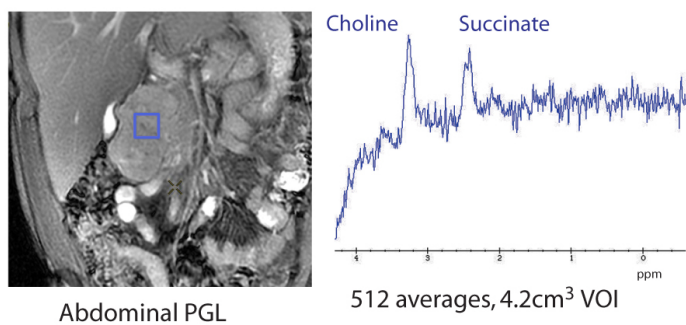 Choline Succinate
4 3 2 1 0
ppm
Abdominal PGL
512 averages, 4.2cm³ VOI